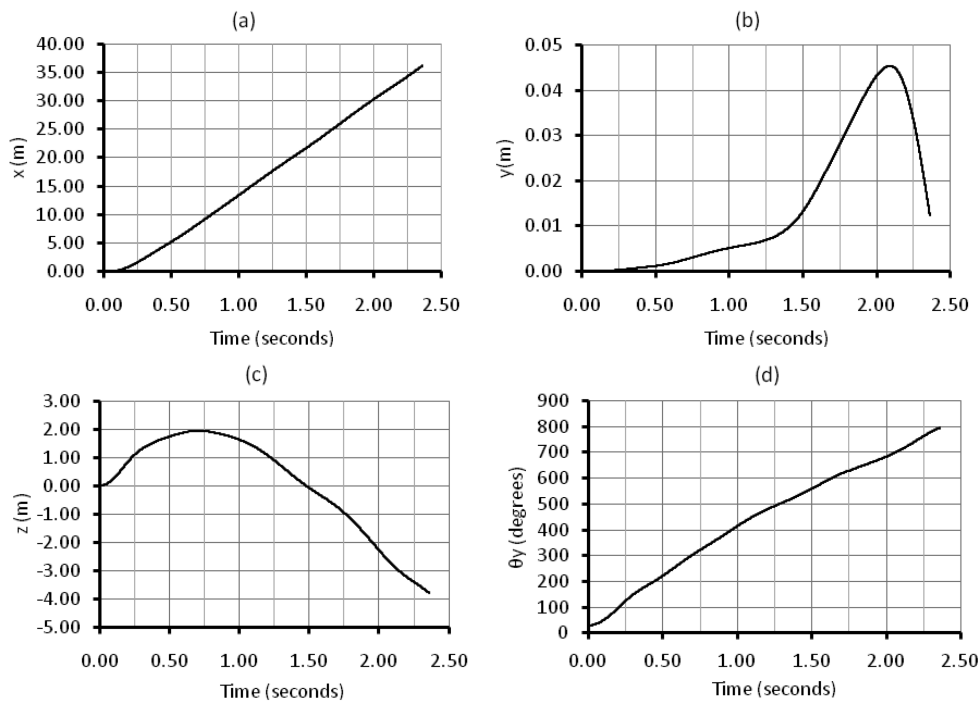 (a)
40.00
35.00
30.00
25.00
20.00
15.00
10.00
5.00
0.00
x (m)
0.00 0.50 1.00 1.50 2.00 2.50
Time (seconds)
(b)
0.05
0.04
0.03
0.02
0.01
0.00
y(m)
0.00 0.50 1.00 1.50 2.00 2.50
Time (seconds)
(c)
3.00
2.00
1.00
0.00
-1.00
-2.00
-3.00
-4.00
-5.00
z (m)
0.00 0.50 1.00 1.50 2.00 2.50
Time (seconds)
(d)
900
800
700
600
500
400
300
200
100
0
θy (degrees)
0.00 0.50 1.00 1.50 2.00 2.50
Time (seconds)